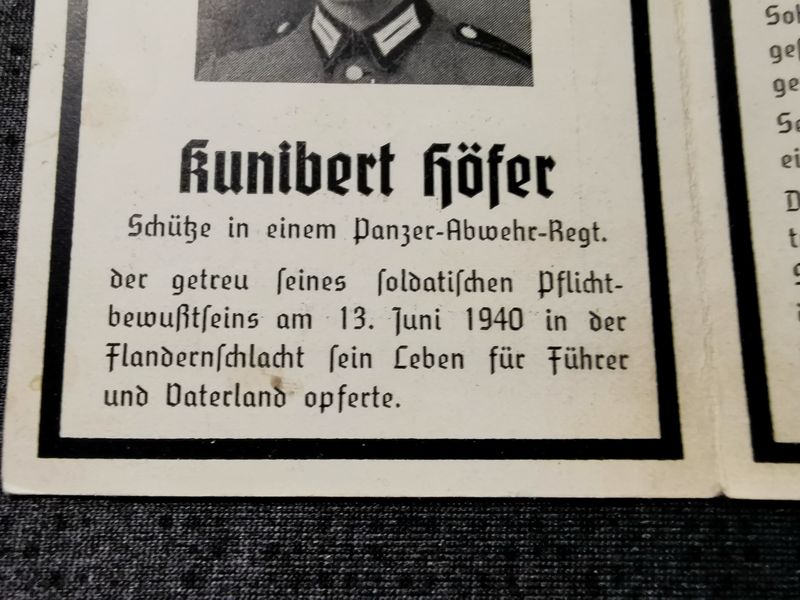 Kunibert Höfer
Schütze in einem Panzer-Abwehr-Regt.
der getreu seines soldatischen Pflicht-
bewußtseins am 13. Juni 1940 in der
Flandernschlacht sein Leben für Führer
und Vaterland opferte.